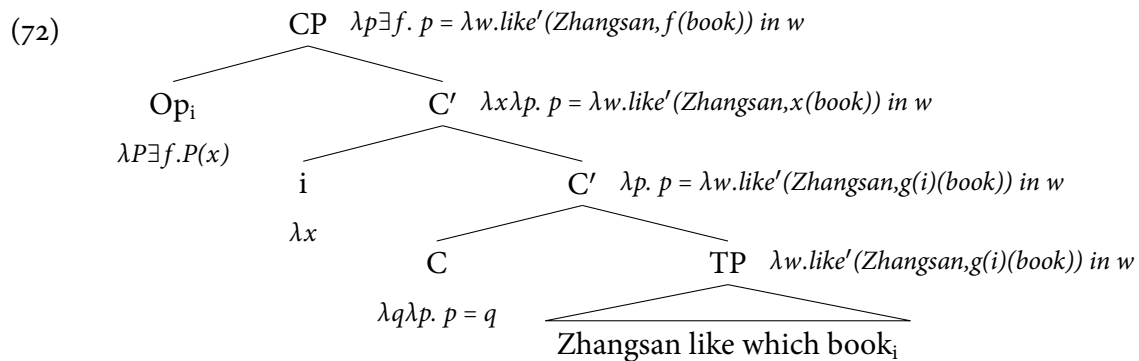 (72) CP λp∃f. p = λw.like′(Zhangsan, f(book)) in w
Opᵢ C′ λxλp. p = λw.like′(Zhangsan,x(book)) in w
λP∃f.P(x) i C′ λp. p = λw.like′(Zhangsan,g(i)(book)) in w
λx C TP λw.like′(Zhangsan,g(i)(book)) in w
λqλp. p = q
Zhangsan like which bookᵢ